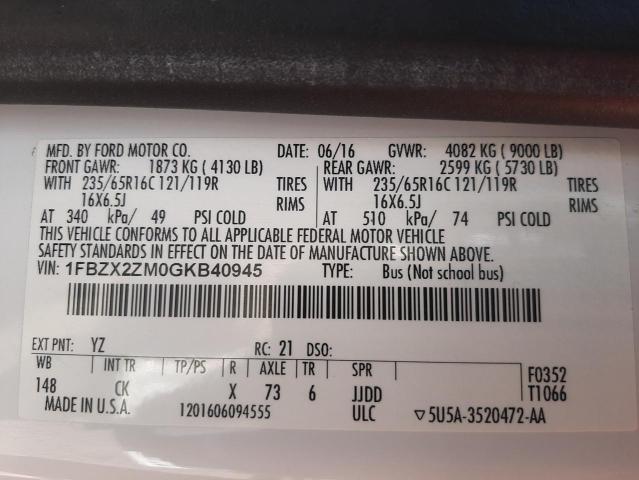 MFD. BY FORD MOTOR CO. DATE: 06/16 GVWR: 4082 KG ( 9000 LB)
FRONT GAWR: 1873 KG ( 4130 LB) REAR GAWR: 2599 KG ( 5730 LB)
WITH 235/65R16C 121/119R TIRES WITH 235/65R16C 121/119R TIRES
16X6.5J RIMS 16X6.5J RIMS
AT 340 kPa/ 49 PSI COLD AT 510 kPa/ 74 PSI COLD
THIS VEHICLE CONFORMS TO ALL APPLICABLE FEDERAL MOTOR VEHICLE
SAFETY STANDARDS IN EFFECT ON THE DATE OF MANUFACTURE SHOWN ABOVE.
VIN: 1FBZX2ZM0GKB40945 TYPE: Bus (Not school bus)
EXT PNT: YZ RC: 21 DSO:
WB INT TR TP/PS R AXLE TR SPR F0352
148 CK X 73 6 JJDD T1066
MADE IN U.S.A. 1201606094555 ULC ▽5U5A-3520472-AA